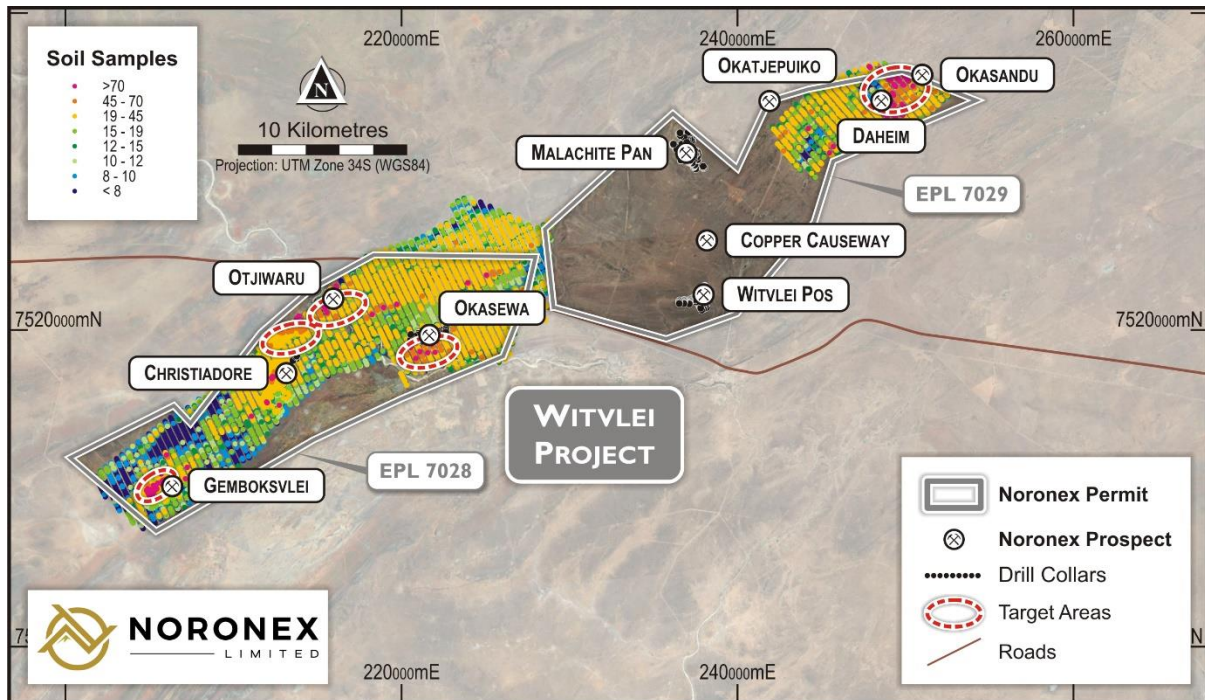 220000mE
240000mE
260000mE
Soil Samples
>70
45 - 70
19 - 45
15 - 19
12 - 15
10 - 12
8 - 10
< 8
N
10 Kilometres
Projection: UTM Zone 34S (WGS84)
OKATJEPUIKO
OKASANDU
DAHEIM
MALACHITE PAN
EPL 7029
COPPER CAUSEWAY
OTJIWARU
OKASEWA
WITVLEI POS
7520000mN
7520000mN
CHRISTIADORE
WITVLEI
PROJECT
EPL 7028
GEMBOKSVLEI
Noronex Permit
Noronex Prospect
Drill Collars
Target Areas
Roads
NORONEX
LIMITED
220000mE
240000mE